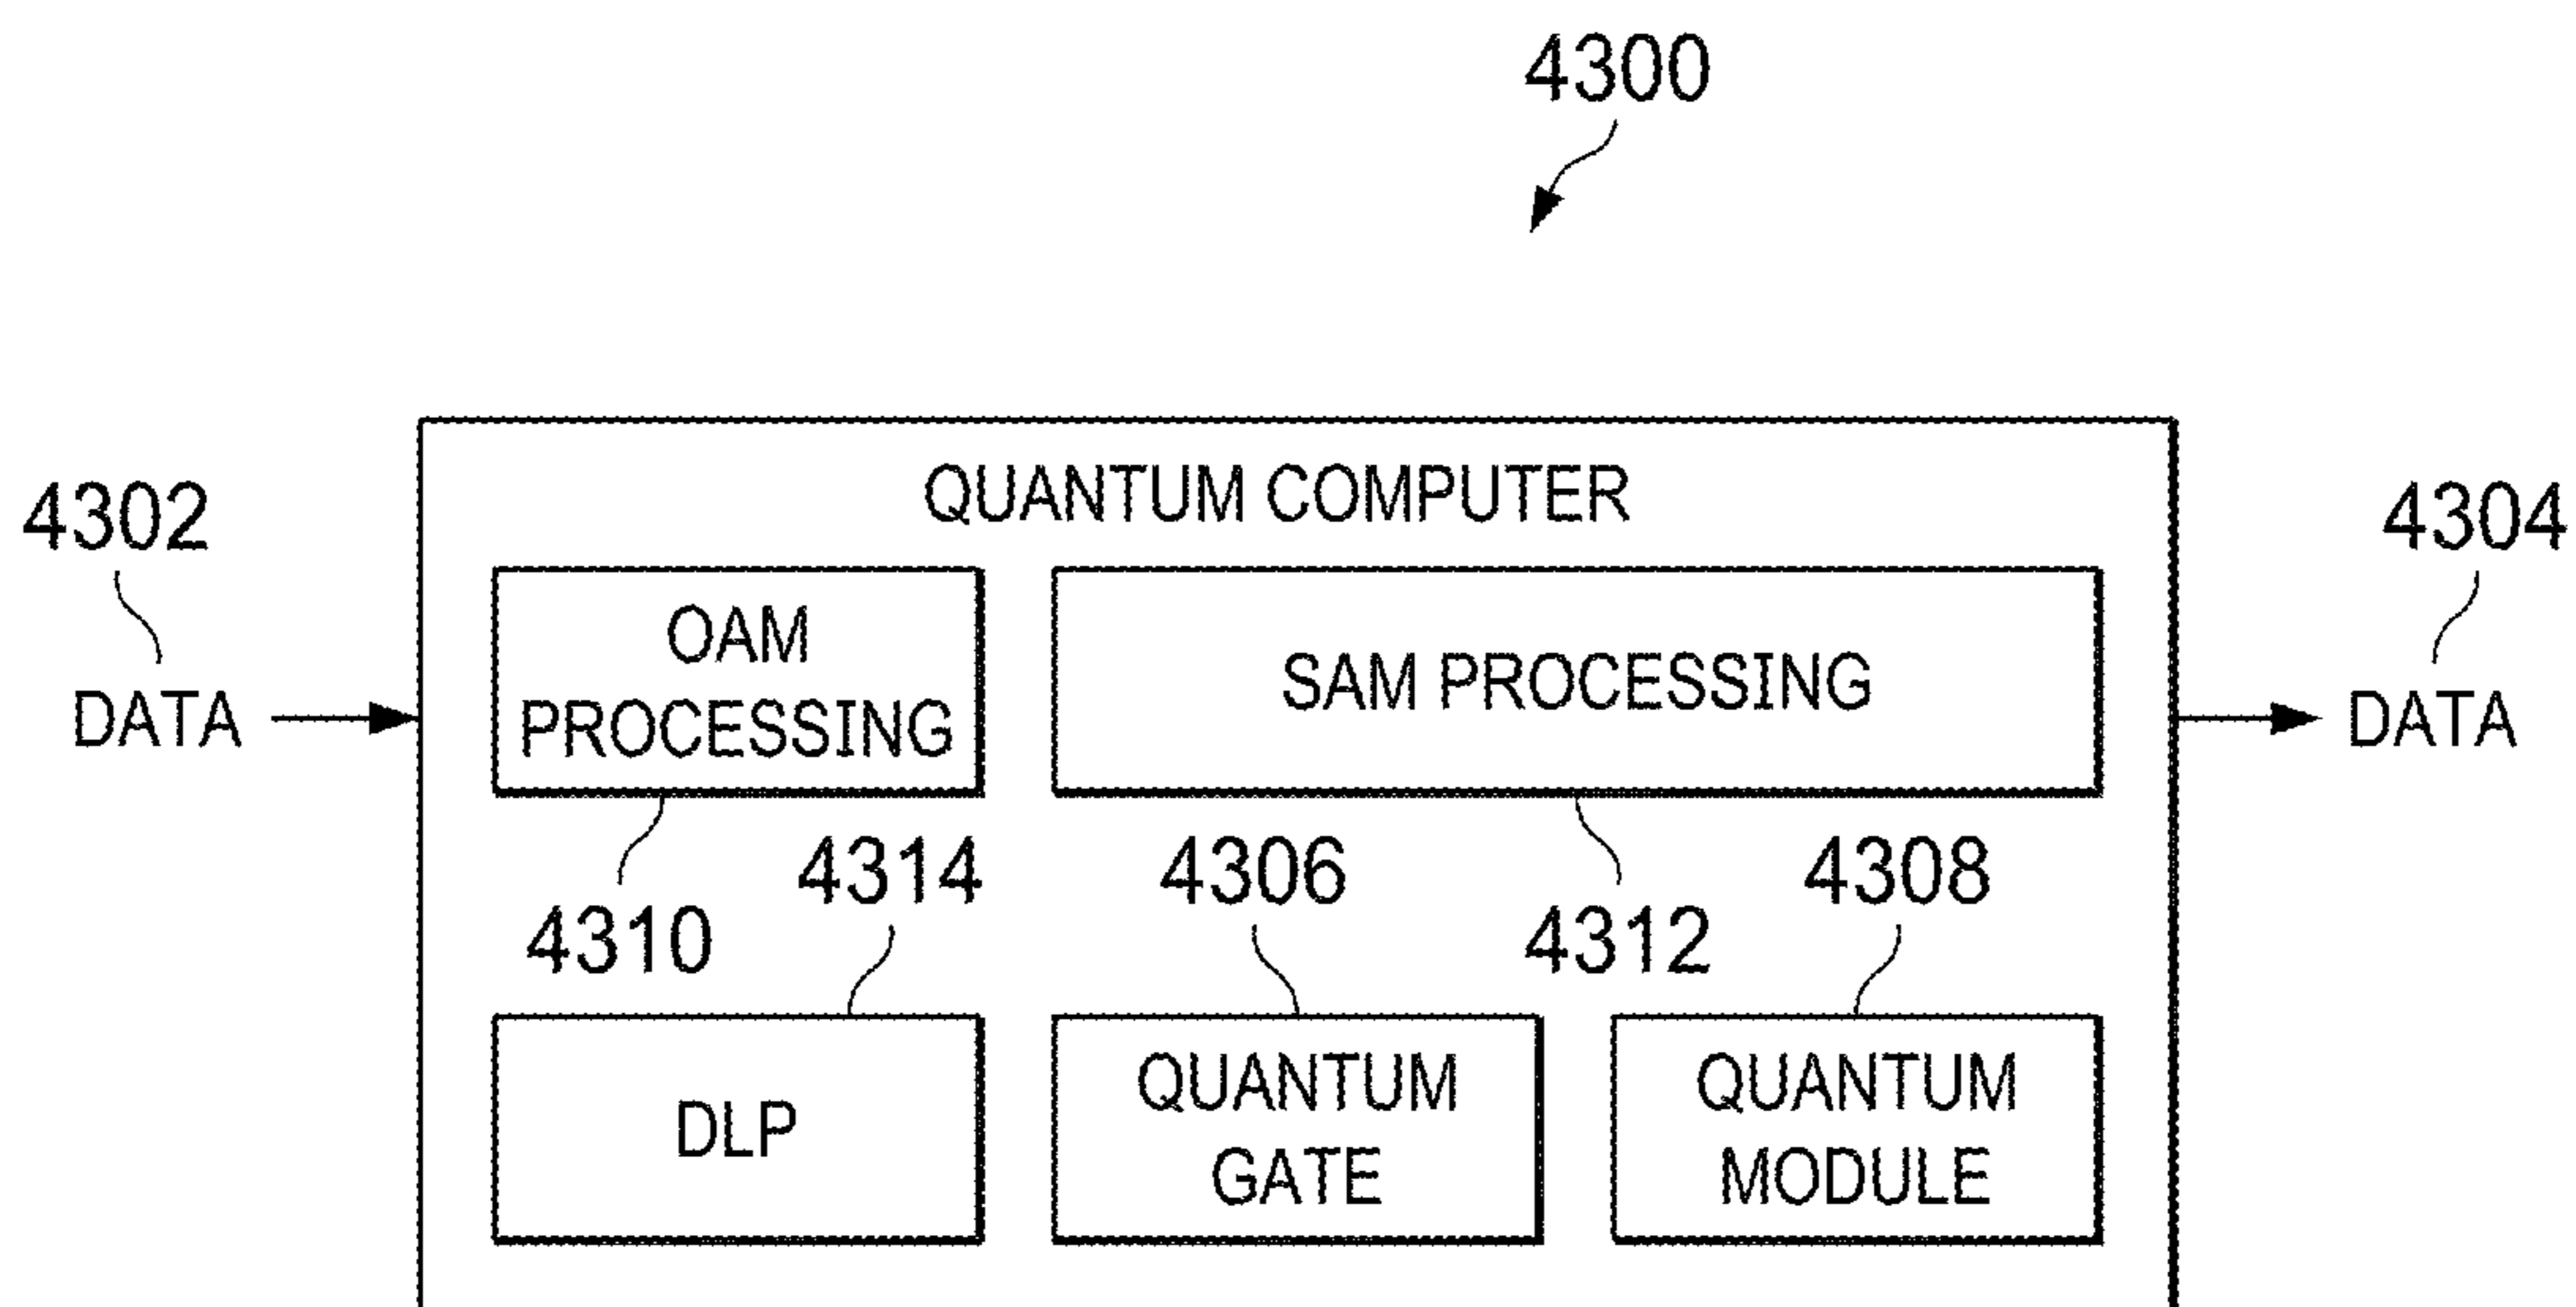 4300
QUANTUM COMPUTER
4302
4304
OAM
PROCESSING
SAM PROCESSING
DATA
DATA
4314
4306
4308
4310
4312
DLP
QUANTUM
GATE
QUANTUM
MODULE